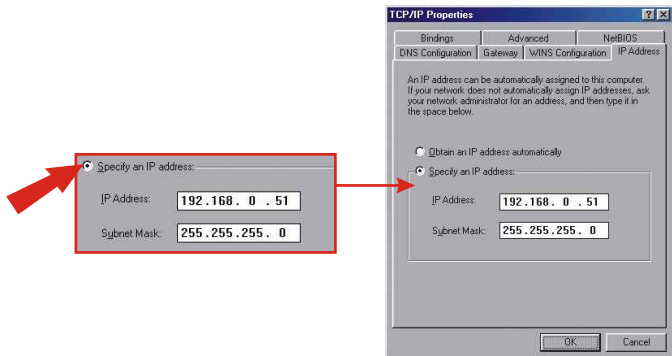 Specify an IP address:
IP Address: 192.168. 0 .51
Subnet Mask: 255.255.255. 0
TCP/IP Properties
Bindings Advanced NetBIOS
DNS Configuration Gateway WINS Configuration IP Address
An IP address can be automatically assigned to this computer.
If your network does not automatically assign IP addresses, ask
your network administrator for an address, and then type it in
the space below.
Obtain an IP address automatically
Specify an IP address:
IP Address: 192.168. 0 .51
Subnet Mask: 255.255.255. 0
OK Cancel